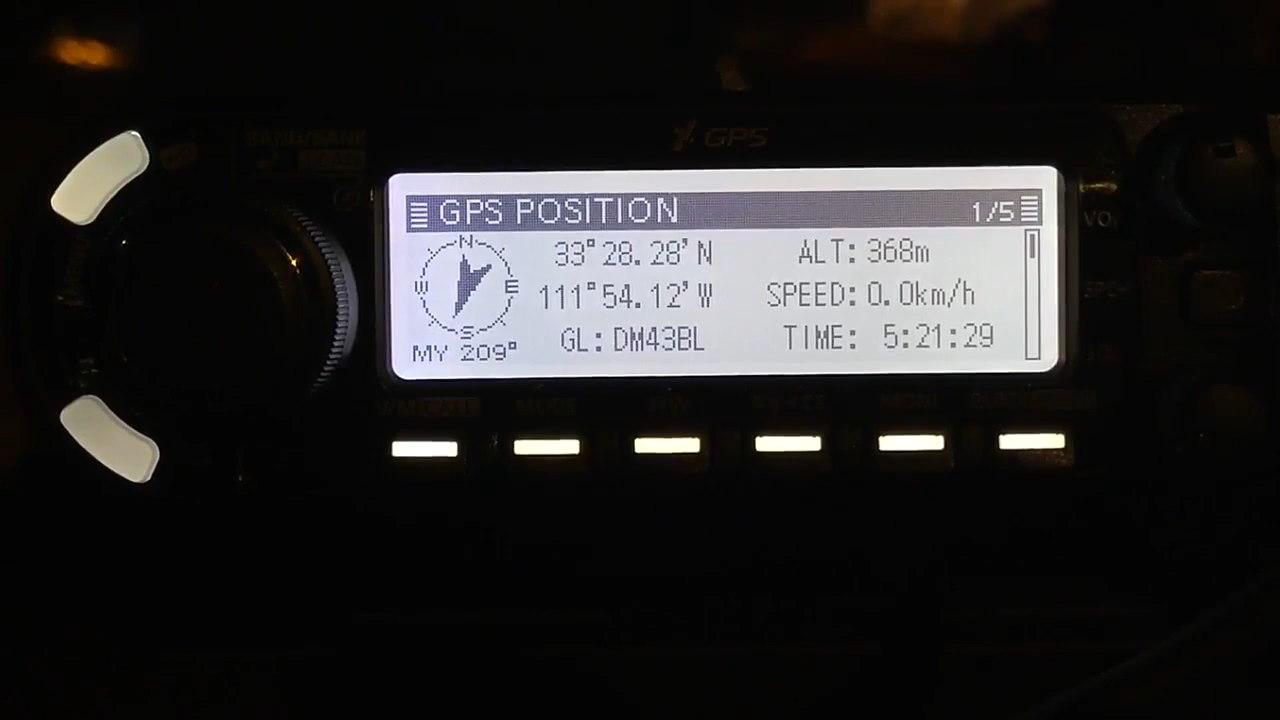 GPS
GPS POSITION 1/5
N
W E
S
MY 209°
33°28.28'N
111°54.12'W
GL:DM43BL
ALT:368m
SPEED:0.0km/h
TIME: 5:21:29
VOL